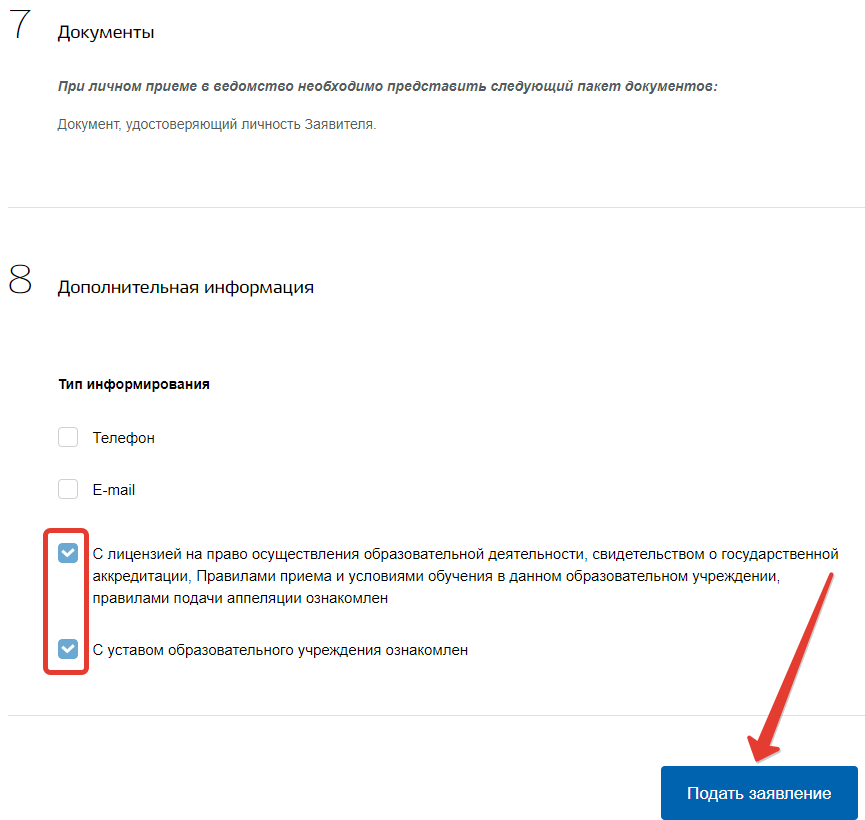 7
Документы
При личном приеме в ведомство необходимо представить следующий пакет документов:
Документ, удостоверяющий личность Заявителя.
8
Дополнительная информация
Тип информирования
Телефон
E-mail
С лицензией на право осуществления образовательной деятельности, свидетельством о государственной
аккредитации, Правилами приема и условиями обучения в данном образовательном учреждении,
правилами подачи аппеляции ознакомлен
С уставом образовательного учреждения ознакомлен
Подать заявление